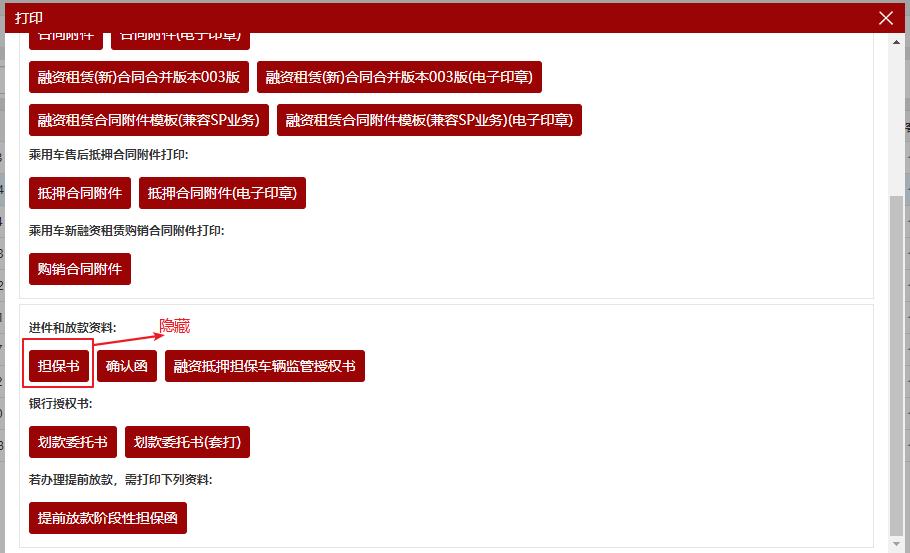 打印
合同附件 合同附件(电子印章)
融资租赁(新)合同合并版本003版 融资租赁(新)合同合并版本003版(电子印章)
融资租赁合同附件模板(兼容SP业务) 融资租赁合同附件模板(兼容SP业务)(电子印章)
乘用车售后抵押合同附件打印:
抵押合同附件 抵押合同附件(电子印章)
乘用车新融资租赁购销合同附件打印:
购销合同附件
进件和放款资料: 隐藏
担保书 确认函 融资抵押担保车辆监管授权书
银行授权书:
划款委托书 划款委托书(套打)
若办理提前放款，需打印下列资料:
提前放款阶段性担保函